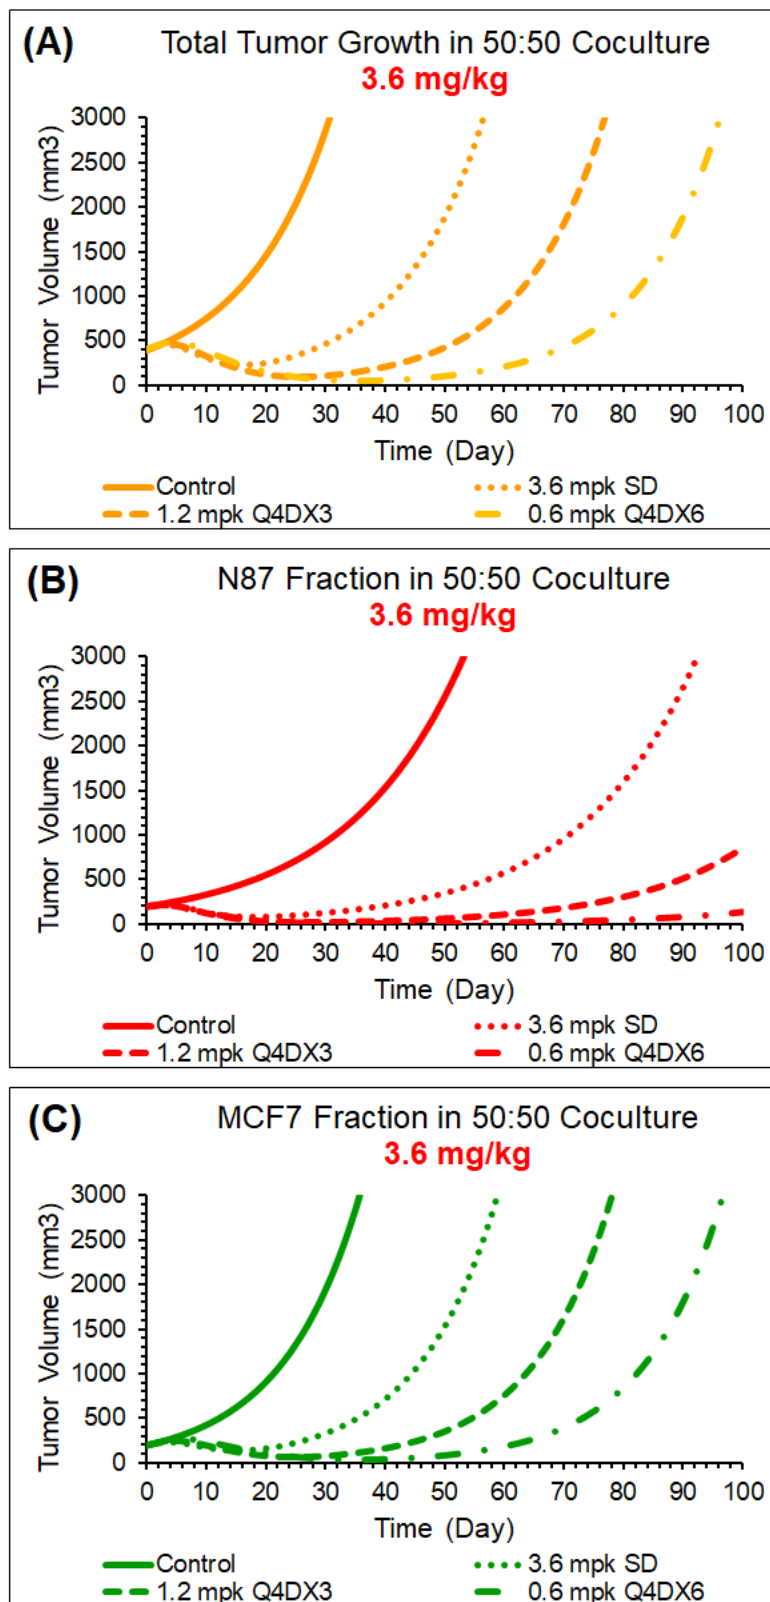 (A) Total Tumor Growth in 50:50 Coculture
3.6 mg/kg
Tumor Volume (mm3)
3000
2500
2000
1500
1000
500
0
0 10 20 30 40 50 60 70 80 90 100
Time (Day)
Control 3.6 mpk SD
1.2 mpk Q4DX3 0.6 mpk Q4DX6
(B) N87 Fraction in 50:50 Coculture
3.6 mg/kg
Tumor Volume (mm3)
3000
2500
2000
1500
1000
500
0
0 10 20 30 40 50 60 70 80 90 100
Time (Day)
Control 3.6 mpk SD
1.2 mpk Q4DX3 0.6 mpk Q4DX6
(C) MCF7 Fraction in 50:50 Coculture
3.6 mg/kg
Tumor Volume (mm3)
3000
2500
2000
1500
1000
500
0
0 10 20 30 40 50 60 70 80 90 100
Time (Day)
Control 3.6 mpk SD
1.2 mpk Q4DX3 0.6 mpk Q4DX6